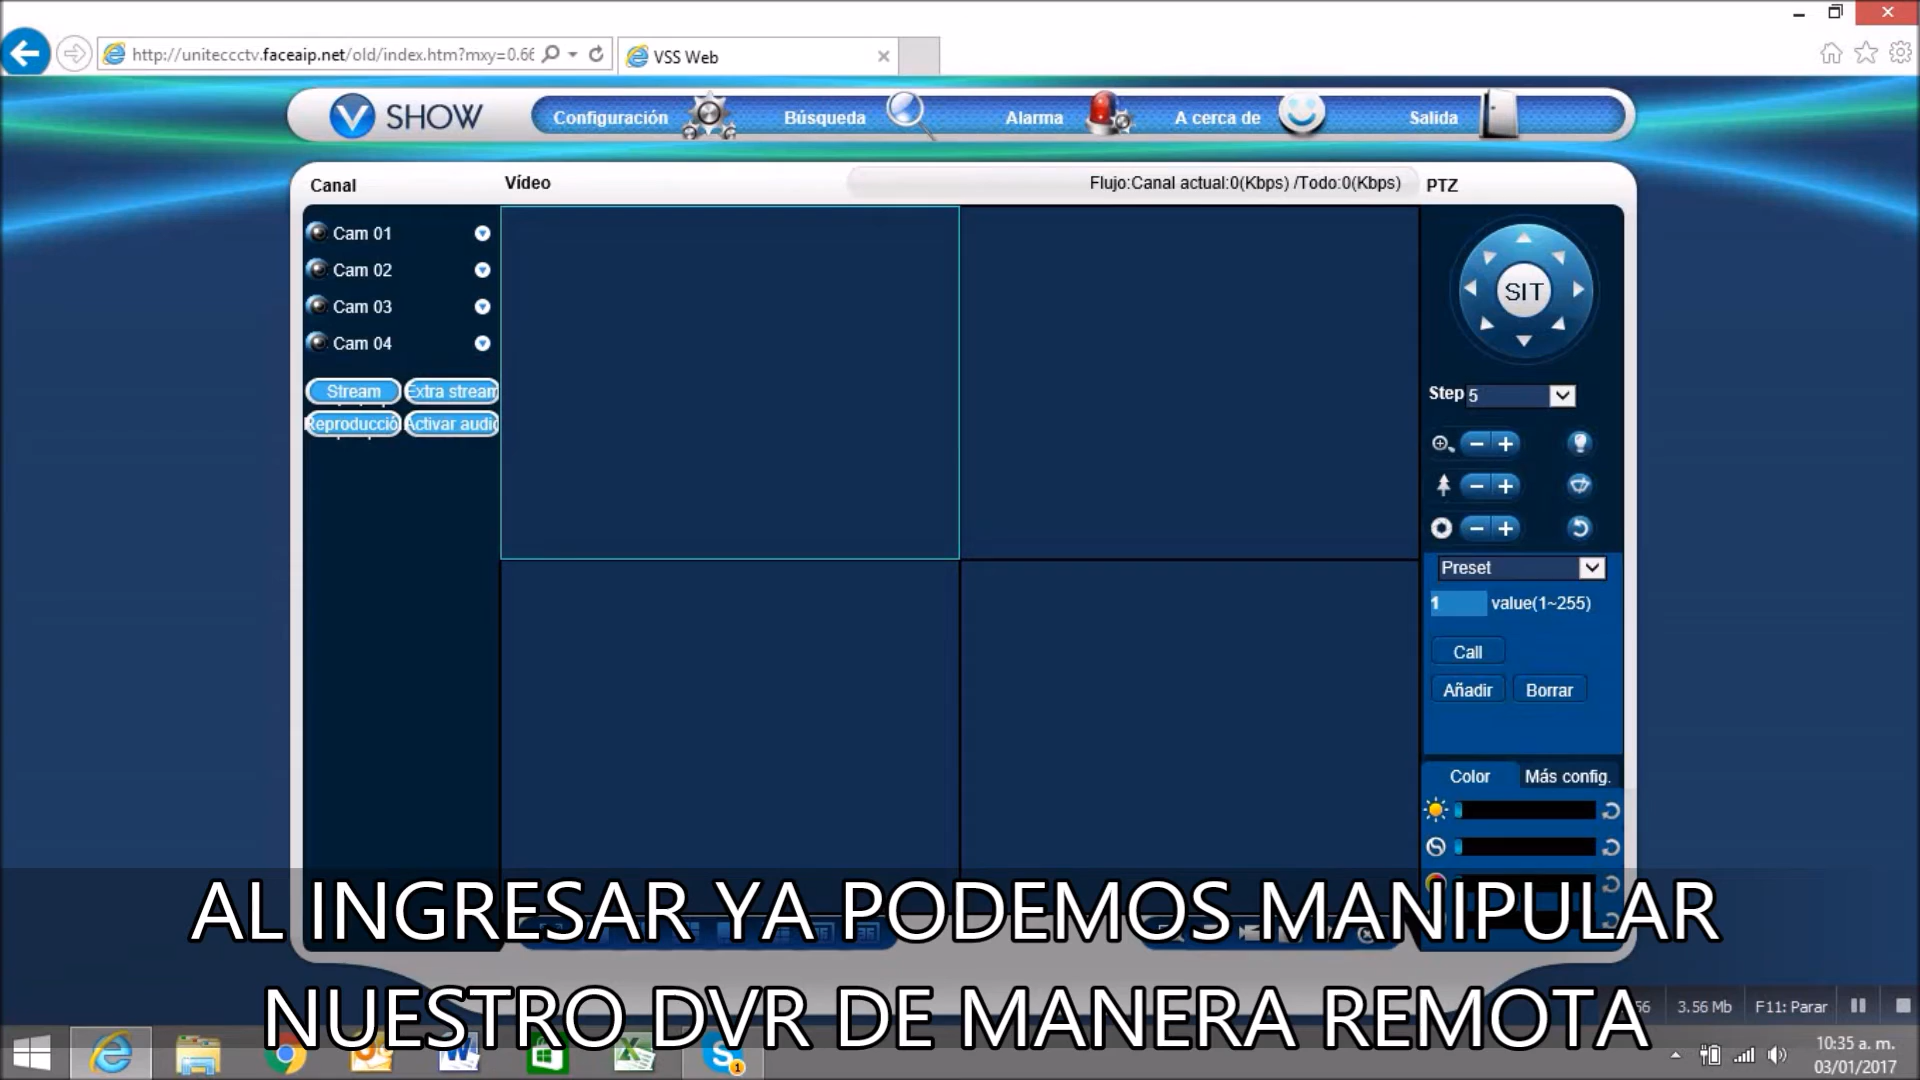 http://uniteccctv.faceaip.net/old/index.htm?mxy=0.66
VSS Web
V SHOW
Configuración
Búsqueda
Alarma
A cerca de
Salida
Canal
Vídeo
Flujo:Canal actual:0(Kbps) /Todo:0(Kbps)
PTZ
Cam 01
Cam 02
Cam 03
Cam 04
Stream
Extra stream
Reproducció
Activar audio
SIT
Step 5
Preset
1 value(1~255)
Call
Añadir
Borrar
Color
Más config.
AL INGRESAR YA PODEMOS MANIPULAR
NUESTRO DVR DE MANERA REMOTA
3.56 Mb
F11: Parar
1
10:35 a. m.
03/01/2017